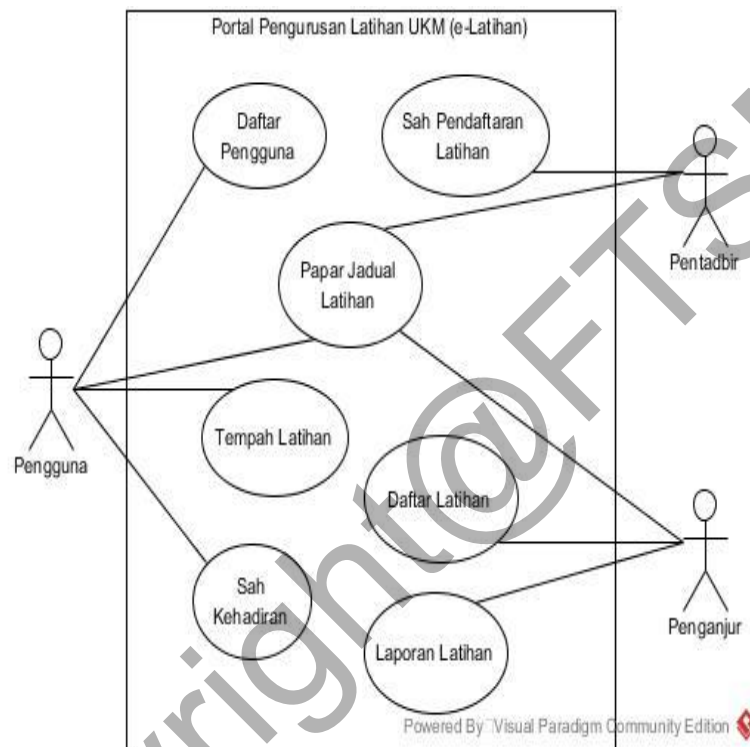 Portal Pengurusan Latihan UKM (e-Latihan)
Daftar
Pengguna
Sah Pendaftaran
Latihan
Pentadbir
Papar Jadual
Latihan
Pengguna
Tempah Latihan
Daftar Latihan
Sah
Kehadiran
Penganjur
Laporan Latihan
Powered By Visual Paradigm Community Edition